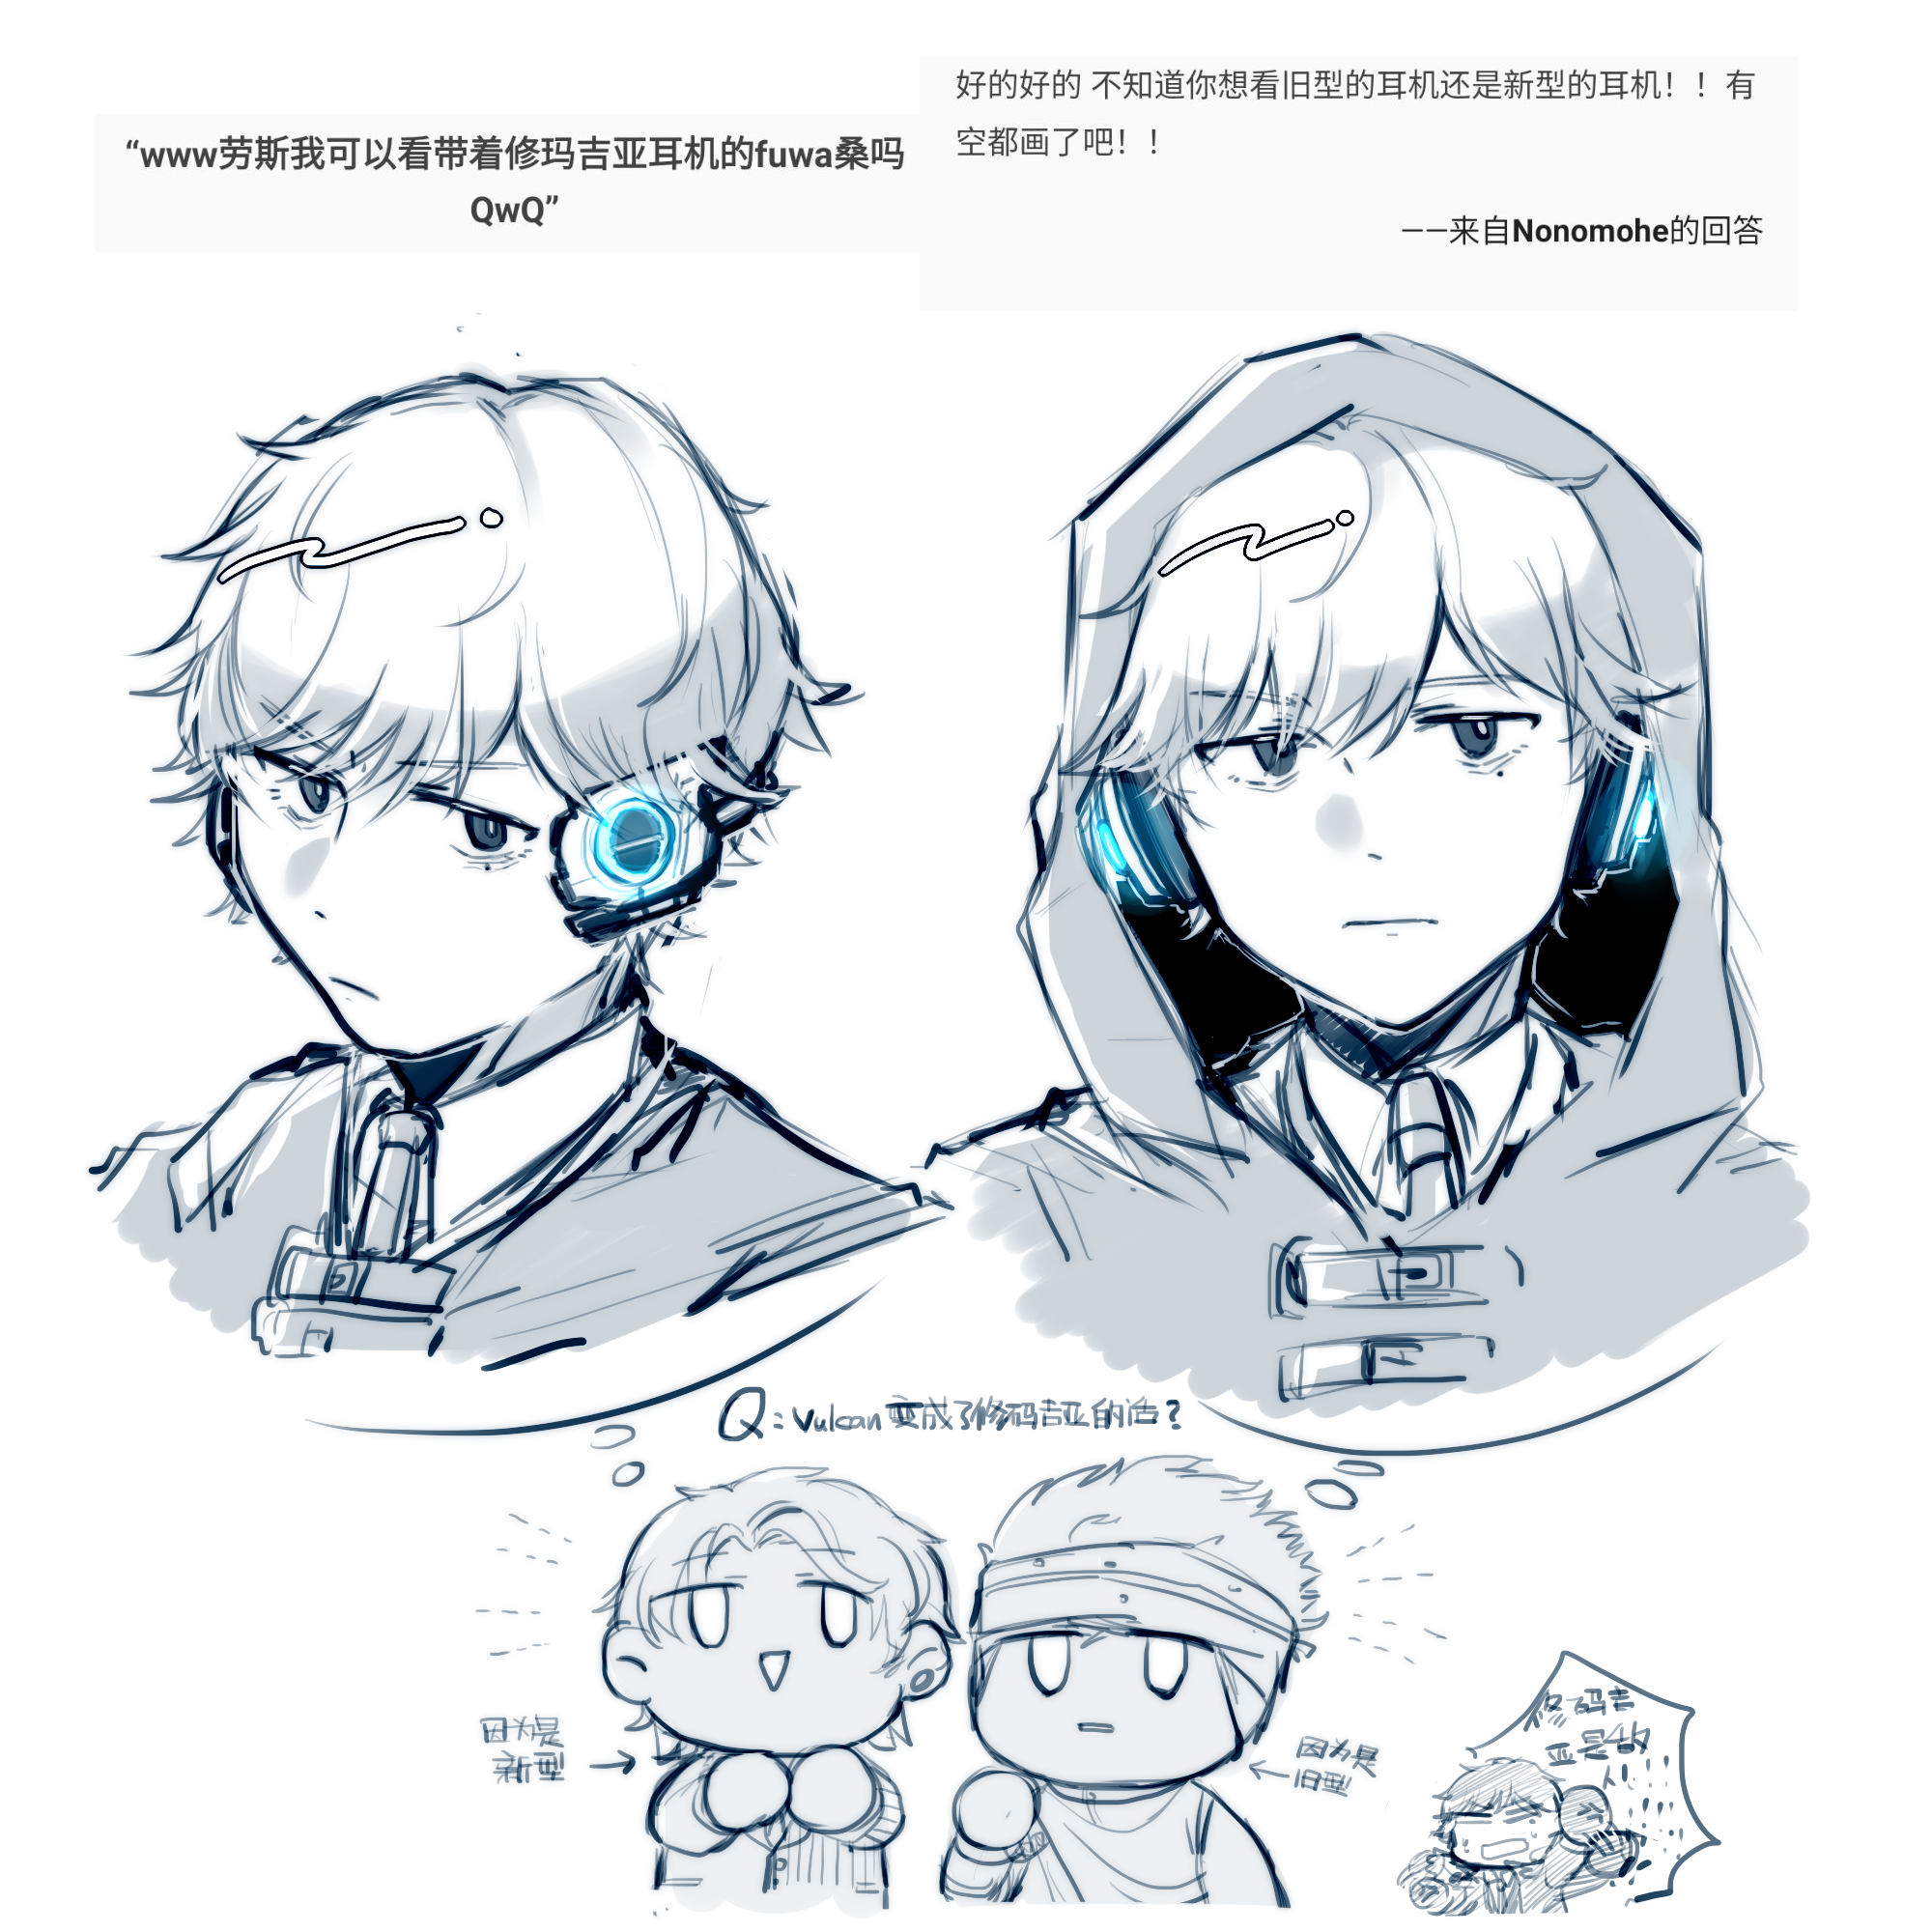 “www劳斯我可以看带着修玛吉亚耳机的fuwa桑吗
QwQ”
好的好的 不知道你想看旧型的耳机还是新型的耳机！！有
空都画了吧！！
——来自Nonomohe的回答
Q：Vulcan变成了修码吉亚的话？
因为是
新型
因为是
旧型
修码吉
亚是